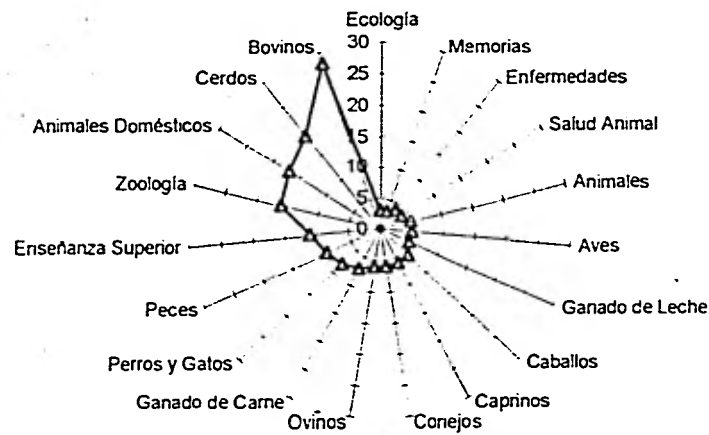 Ecología
30
25
20
15
10
5
0
Memorias
Enfermedades
Salud Animal
Animales
Aves
Ganado de Leche
Caballos
Caprinos
Conejos
Ovinos
Ganado de Carne
Perros y Gatos
Peces
Enseñanza Superior
Zoología
Animales Domésticos
Cerdos
Bovinos